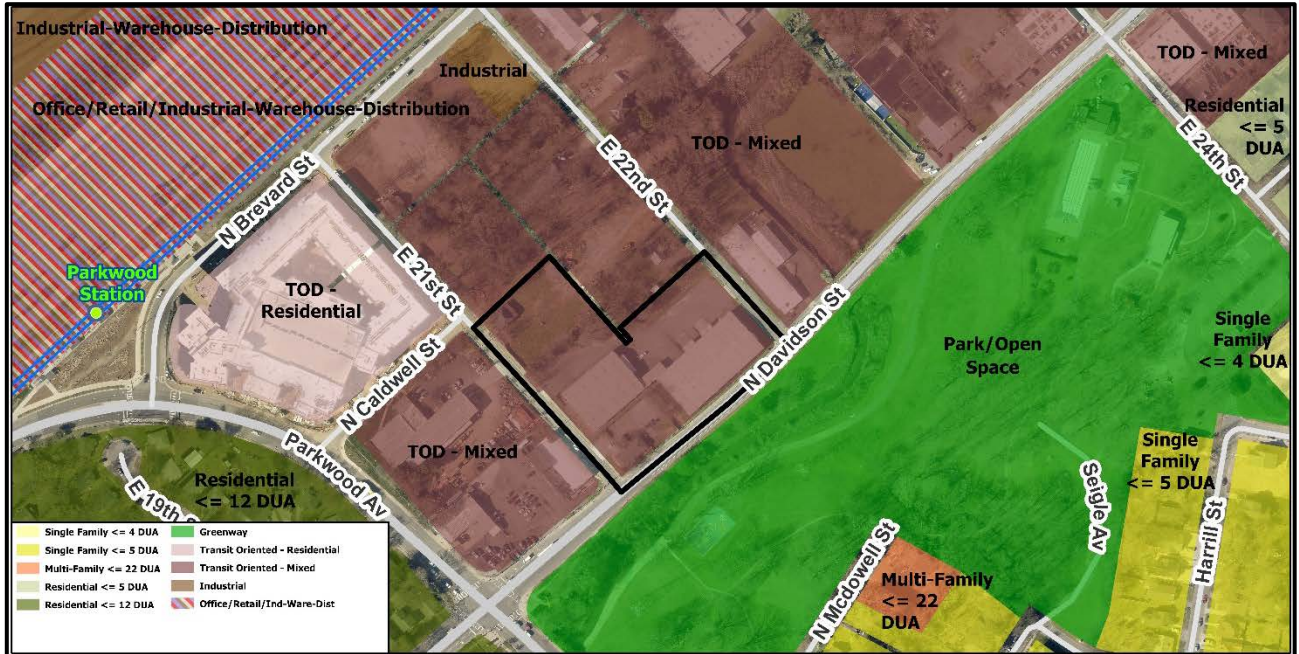 Industrial-Warehouse-Distribution
Office/Retail/Industrial-Warehouse-Distribution
Industrial
TOD - Mixed
TOD - Mixed
Residential
<= 5
DUA
E 24th St
E 22nd St
N Brevard St
E 21st St
Parkwood
Station
TOD -
Residential
N Caldwell St
N Davidson St
Park/Open
Space
Single
Family
<= 4 DUA
TOD - Mixed
Parkwood Av
Single
Family
<= 5 DUA
Residential
<= 12 DUA
E 19th
Seigle Av
Harrill St
N Mcdowell St
Multi-Family
<= 22
DUA
Single Family <= 4 DUA
Single Family <= 5 DUA
Multi-Family <= 22 DUA
Residential <= 5 DUA
Residential <= 12 DUA
Greenway
Transit Oriented - Residential
Transit Oriented - Mixed
Industrial
Office/Retail/Ind-Ware-Dist